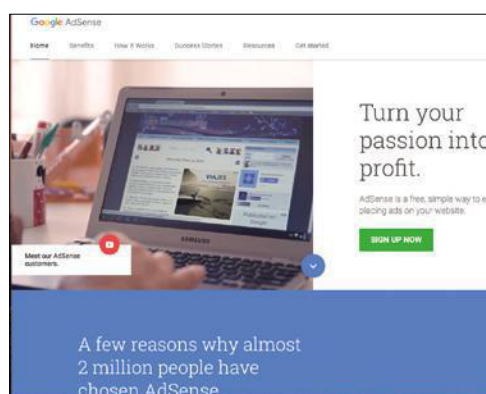 Google AdSense
Home Benefits How It Works Success Stories Resources Get Started
Turn your
passion into
profit.
AdSense is a free, simple way to e
placing ads on your website.
SIGN UP NOW
VIAJES
SAMSUNG
Meet our AdSense
customers.
A few reasons why almost
2 million people have
chosen AdSense